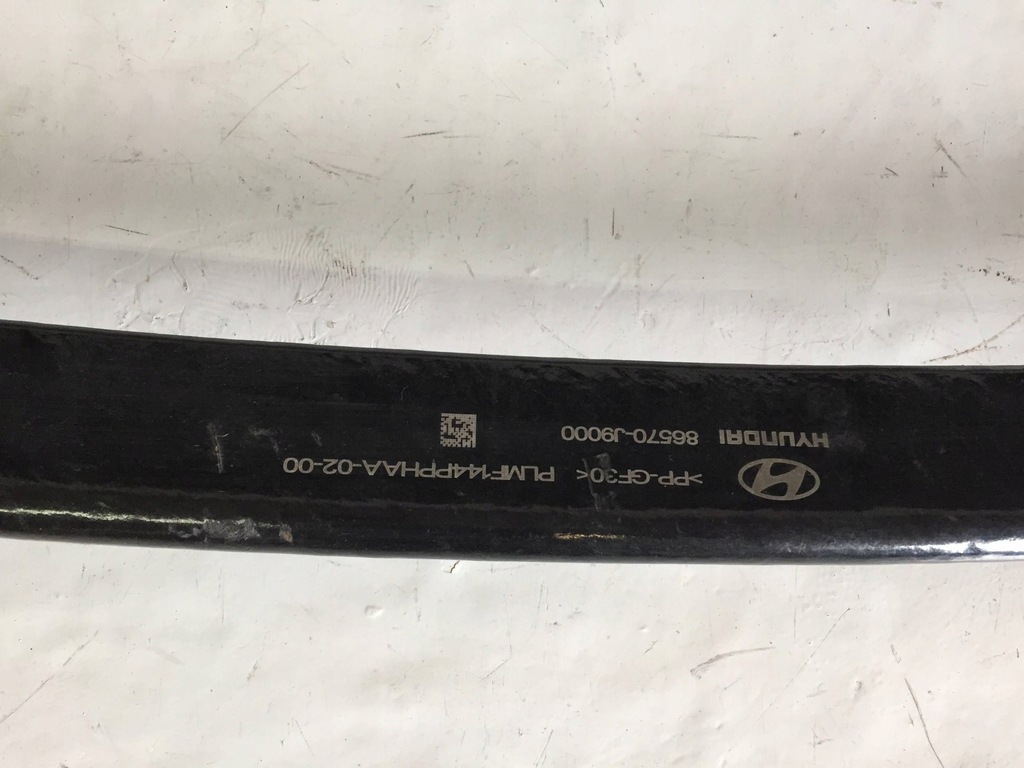 >PP-GF30< PLMF144PPHAA-02-00
HYUNDAI 86570-J9000